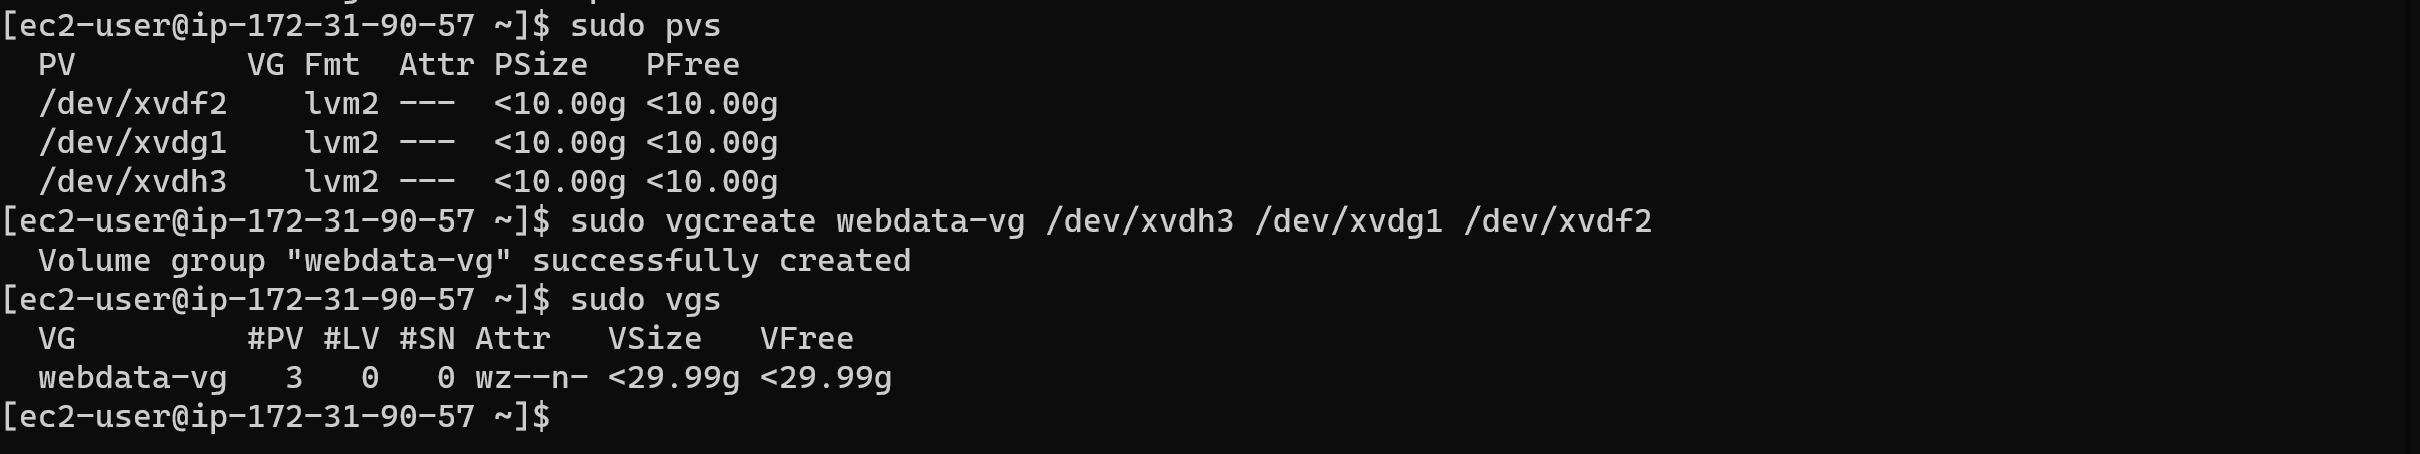 [ec2-user@ip-172-31-90-57 ~]$ sudo pvs
  PV         VG Fmt  Attr PSize   PFree
  /dev/xvdf2    lvm2 ---  <10.00g <10.00g
  /dev/xvdg1    lvm2 ---  <10.00g <10.00g
  /dev/xvdh3    lvm2 ---  <10.00g <10.00g
[ec2-user@ip-172-31-90-57 ~]$ sudo vgcreate webdata-vg /dev/xvdh3 /dev/xvdg1 /dev/xvdf2
  Volume group "webdata-vg" successfully created
[ec2-user@ip-172-31-90-57 ~]$ sudo vgs
  VG         #PV #LV #SN Attr   VSize   VFree
  webdata-vg   3   0   0 wz--n- <29.99g <29.99g
[ec2-user@ip-172-31-90-57 ~]$